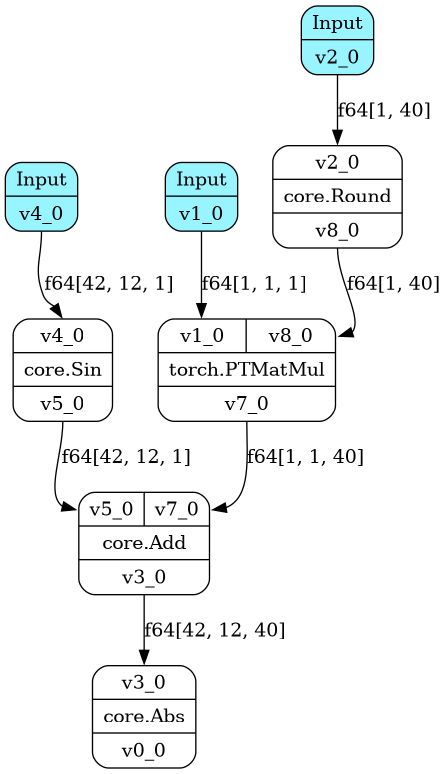 Input
v2_0
f64[1, 40]
v2_0
core.Round
v8_0
Input
v4_0
Input
v1_0
f64[42, 12, 1]
f64[1, 1, 1]
f64[1, 40]
v4_0
core.Sin
v5_0
v1_0 v8_0
torch.PTMatMul
v7_0
f64[42, 12, 1]
f64[1, 1, 40]
v5_0 v7_0
core.Add
v3_0
f64[42, 12, 40]
v3_0
core.Abs
v0_0